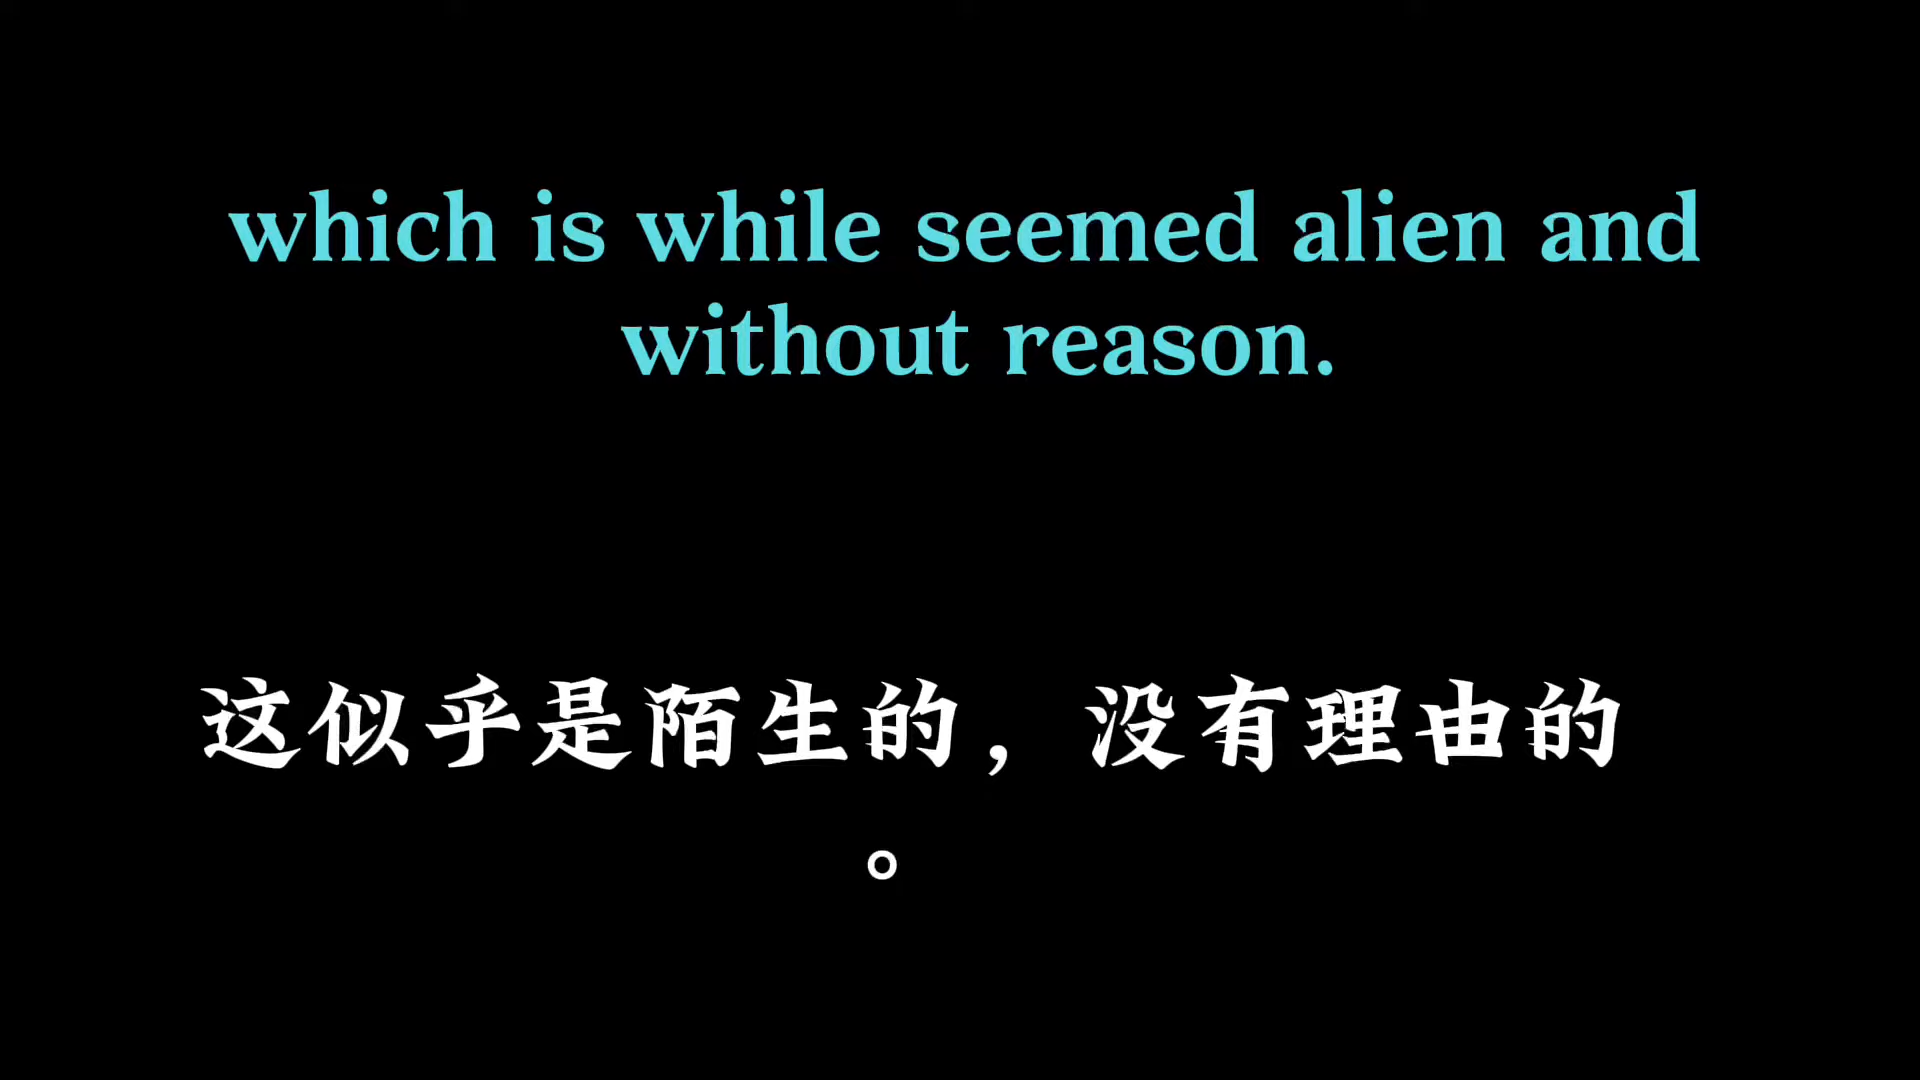 which is while seemed alien and
without reason.
这似乎是陌生的，没有理由的
。